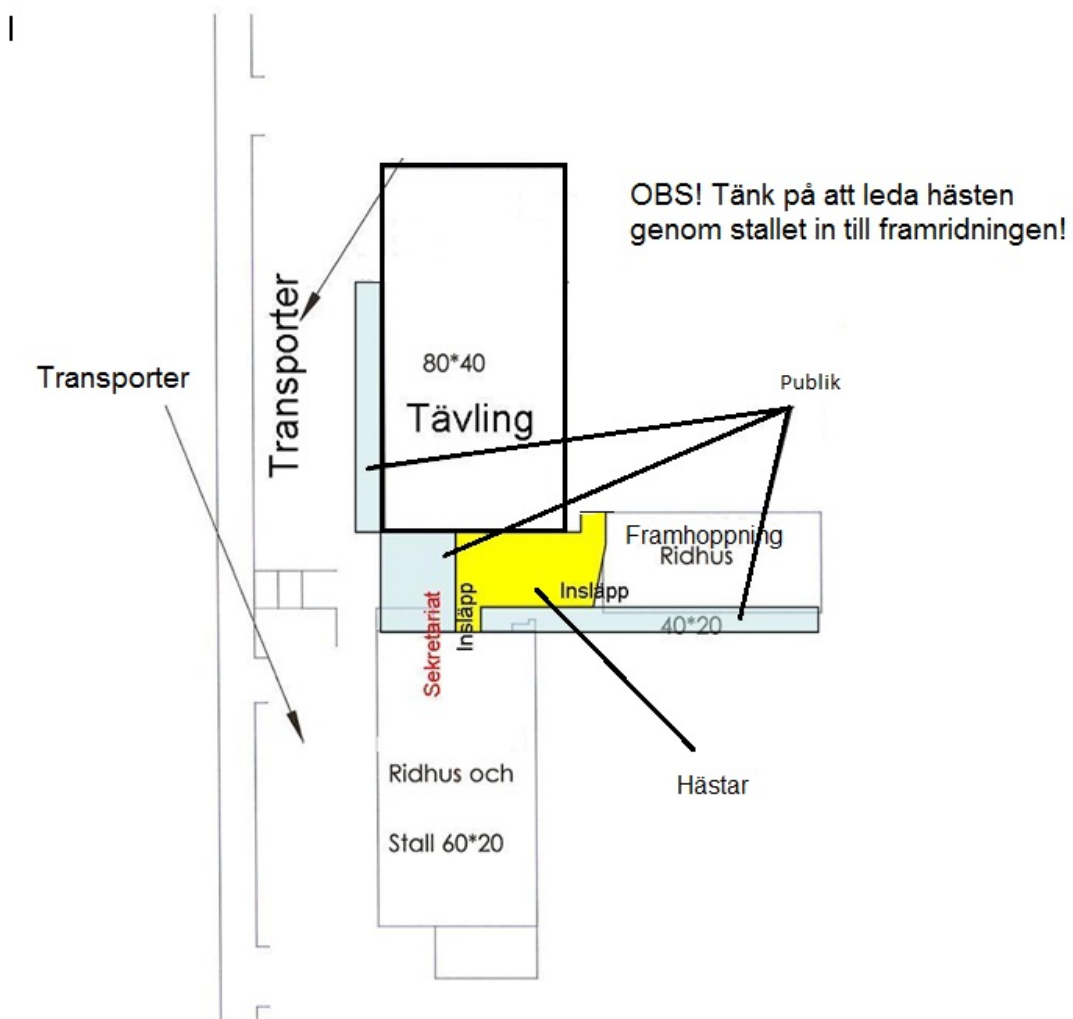 l
OBS! Tänk på att leda hästen
genom stallet in till framridningen!
Transporter
Transporter
80*40
Tävling
Publik
Framhoppning
Ridhus
Insläpp
Insläpp
40*20
Sekretariat
Ridhus och
Stall 60*20
Hästar